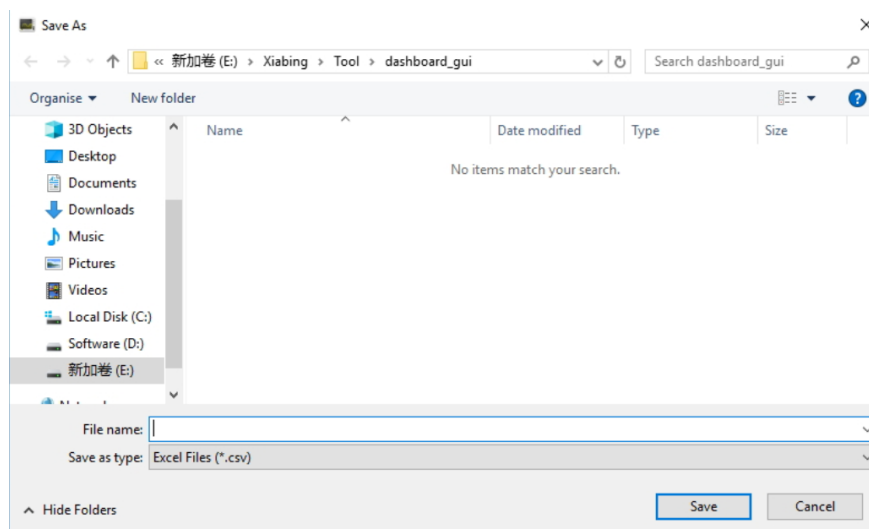 Save As
« 新加卷 (E:) › Xiabing › Tool › dashboard_gui
Search dashboard_gui
Organise
New folder
Name
Date modified
Type
Size
No items match your search.
3D Objects
Desktop
Documents
Downloads
Music
Pictures
Videos
Local Disk (C:)
Software (D:)
新加卷 (E:)
File name:
Save as type: Excel Files (*.csv)
Hide Folders
Save
Cancel